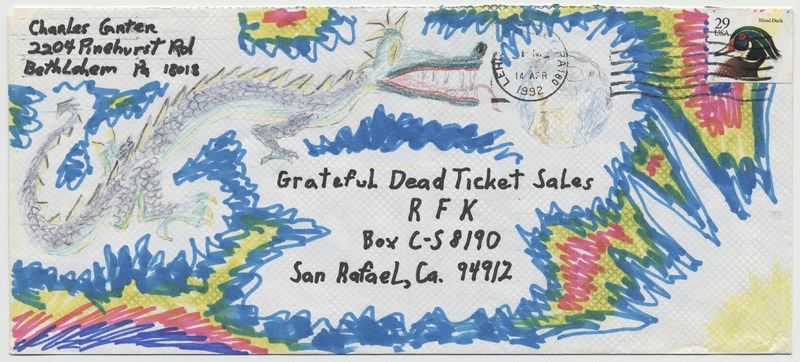 Charles Ganter
2204 Pinehurst Rd
Bethlehem Pa 18018
29
USA
Wood Duck
14 APR
1992
Grateful Dead Ticket Sales
R F K
Box C-S 8190
San Rafael, Ca. 94912